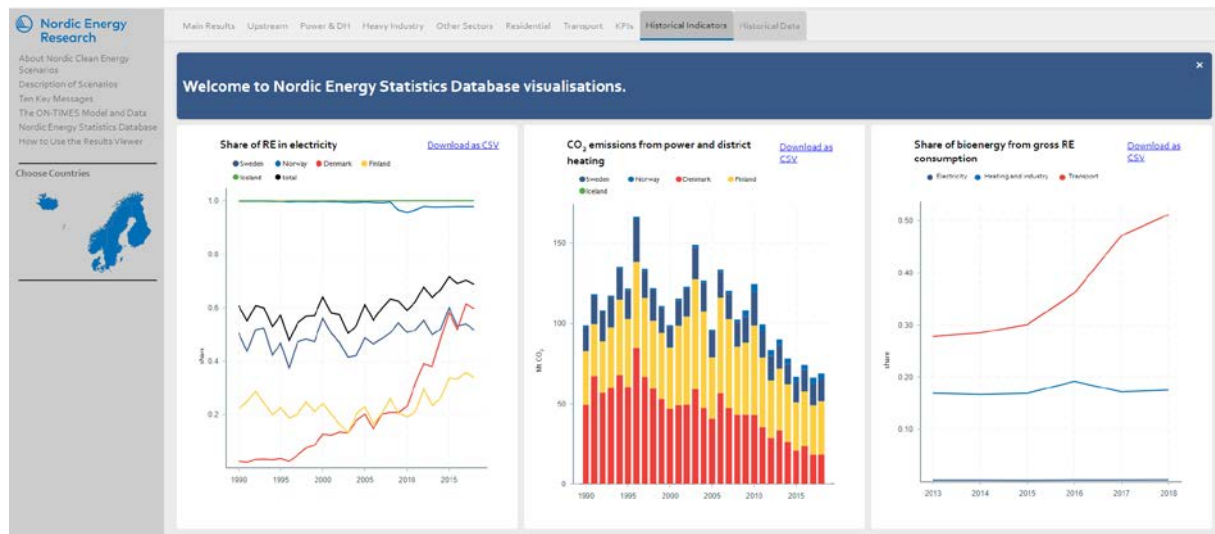 Nordic Energy
Research
About Nordic Clean Energy
Scenarios
Description of Scenarios
Ten Key Messages
The ON-TIMES Model and Data
Nordic Energy Statistics Database
How to Use the Results Viewer
Choose Countries
Main Results Upstream Power & DH Heavy Industry Other Sectors Residential Transport KPIs Historical Indicators Historical Data
Welcome to Nordic Energy Statistics Database visualisations.
×
Share of RE in electricity
Download as CSV
Sweden Norway Denmark Finland
Iceland total
share
1.0
0.8
0.6
0.4
0.2
1990 1995 2000 2005 2010 2015
CO₂ emissions from power and district
heating
Download as
CSV
Sweden Norway Denmark Finland
Iceland
Mt CO₂
150
100
50
0
1990 1995 2000 2005 2010 2015
Share of bioenergy from gross RE
consumption
Download as
CSV
Electricity Heating and industry Transport
share
0.50
0.40
0.30
0.20
0.10
2013 2014 2015 2016 2017 2018